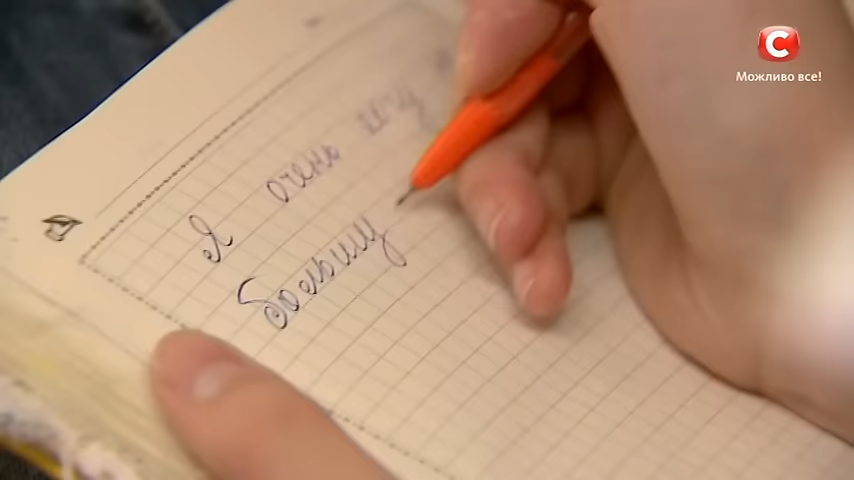 С
Можливо все!
Я очень хочу
большу